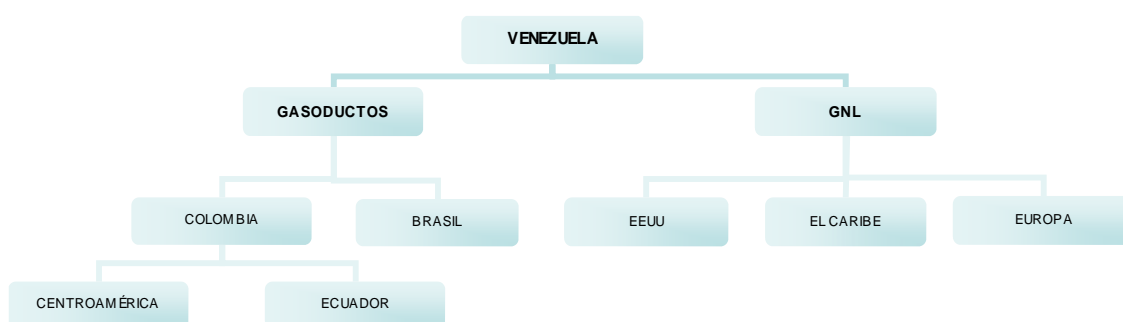 VENEZUELA
GASODUCTOS
GNL
COLOMBIA
BRASIL
EEUU
EL CARIBE
EUROPA
CENTROAMÉRICA
ECUADOR